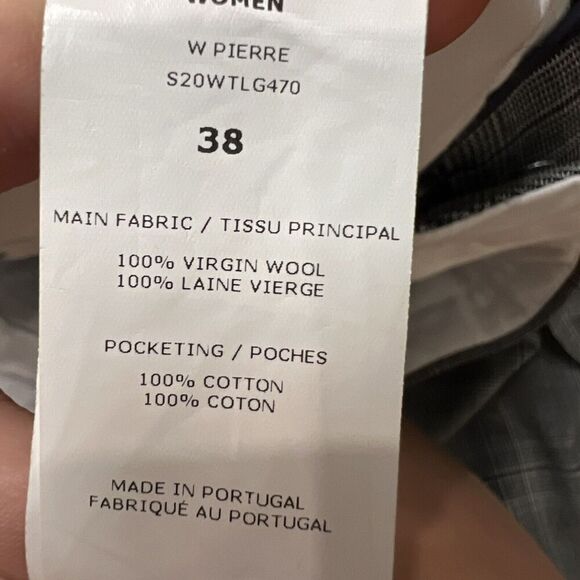 WOMEN
W PIERRE
S20WTLG470
38
MAIN FABRIC / TISSU PRINCIPAL
100% VIRGIN WOOL
100% LAINE VIERGE
POCKETING / POCHES
100% COTTON
100% COTON
MADE IN PORTUGAL
FABRIQUÉ AU PORTUGAL